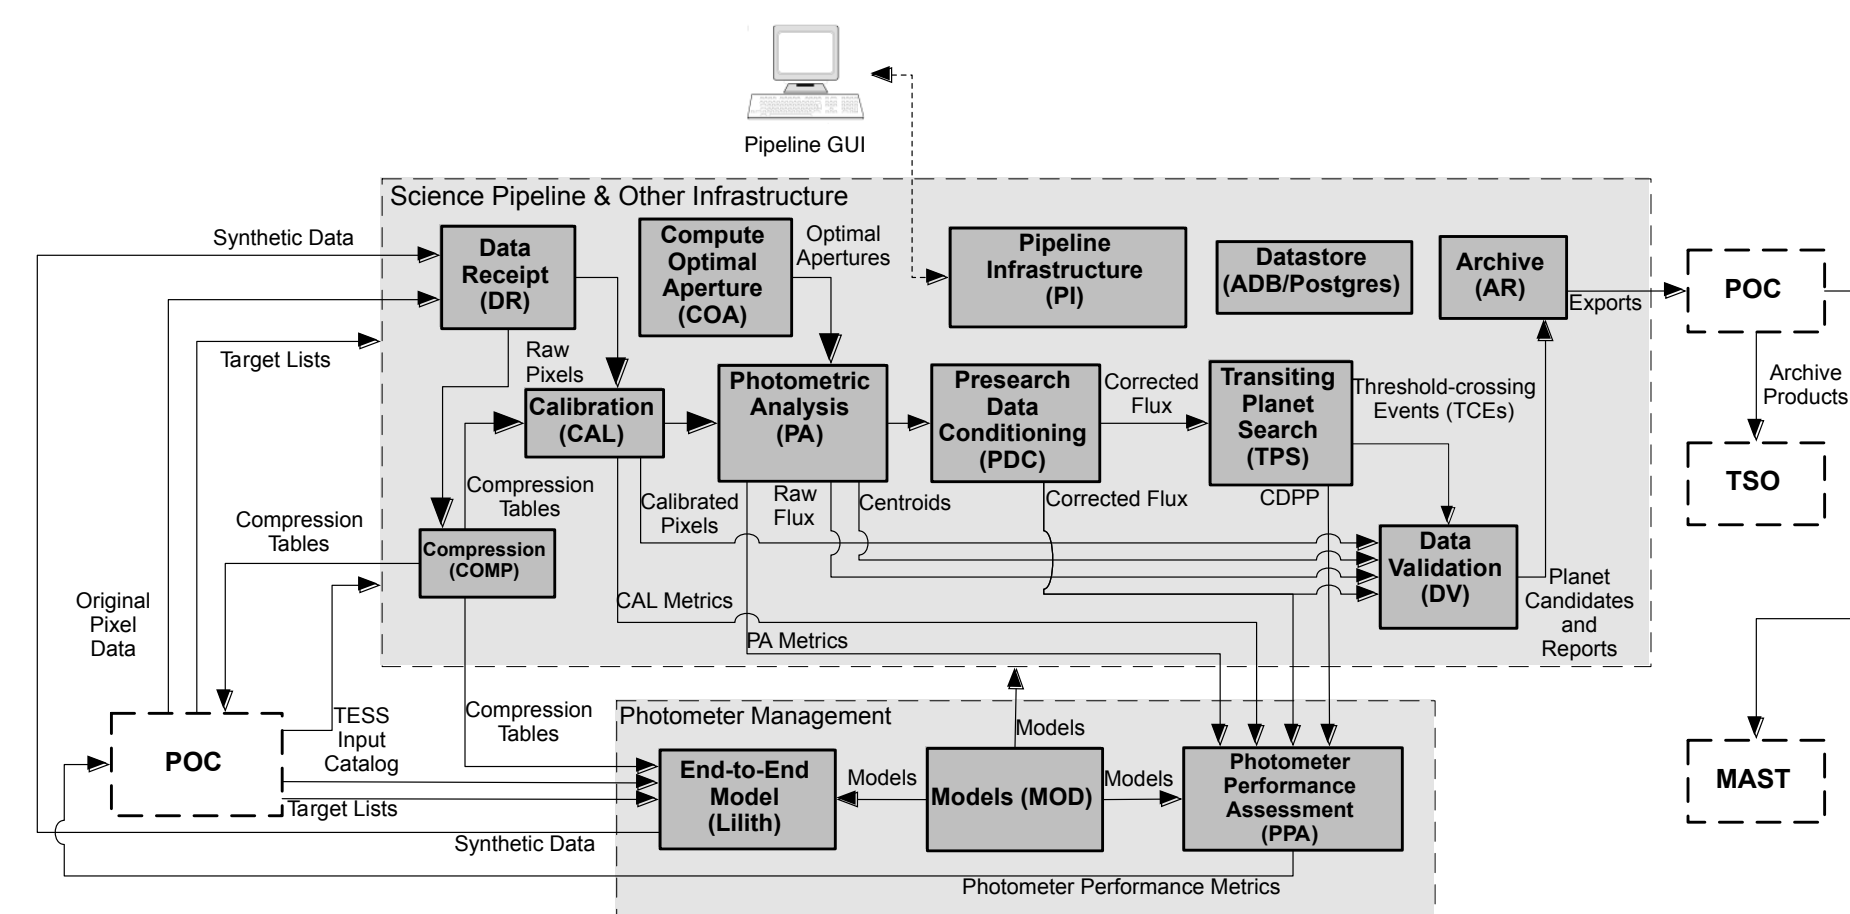 Pipeline GUI
Science Pipeline & Other Infrastructure
Synthetic Data
Data
Receipt
(DR)
Compute
Optimal
Aperture
(COA)
Optimal
Apertures
Pipeline
Infrastructure
(PI)
Datastore
(ADB/Postgres)
Archive
(AR)
Exports
POC
Target Lists
Raw
Pixels
Archive
Products
Calibration
(CAL)
Photometric
Analysis
(PA)
Presearch
Data
Conditioning
(PDC)
Corrected
Flux
Transiting
Planet
Search
(TPS)
Threshold-crossing
Events (TCEs)
TSO
Compression
Tables
Calibrated
Pixels
Raw
Flux
Centroids
Corrected Flux
CDPP
Compression
Tables
Compression
(COMP)
Data
Validation
(DV)
Planet
Candidates
and
Reports
Original
Pixel
Data
CAL Metrics
PA Metrics
POC
TESS
Input
Catalog
Target Lists
Compression
Tables
Photometer Management
Models
End-to-End
Model
(Lilith)
Models
Models (MOD)
Models
Photometer
Performance
Assessment
(PPA)
MAST
Synthetic Data
Photometer Performance Metrics